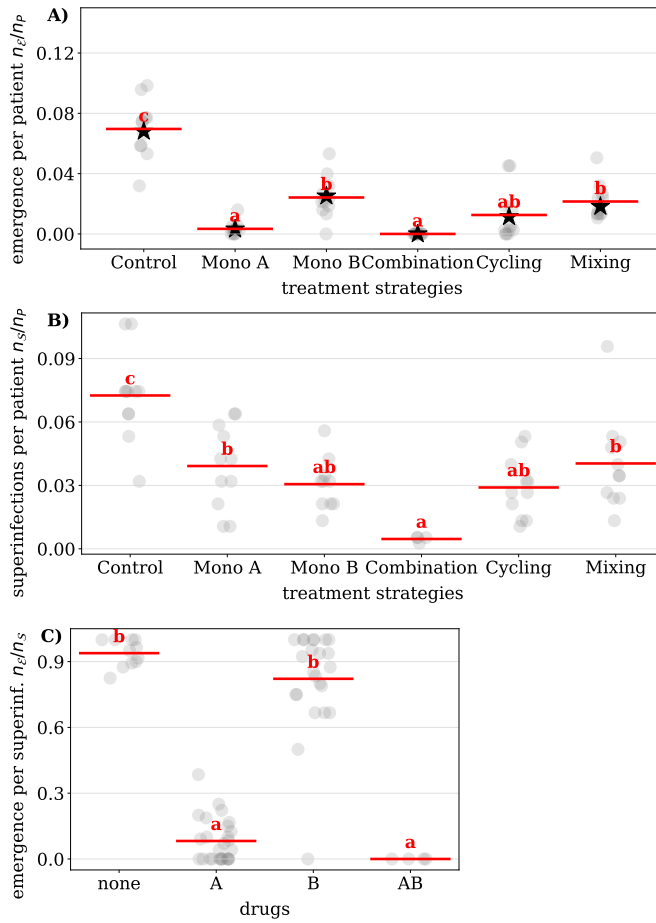 A)
emergence per patient nε/nP
0.12
0.08
0.04
0.00
c
a
b
a
ab
b
Control Mono A Mono B Combination Cycling Mixing
treatment strategies
B)
superinfections per patient nS/nP
0.09
0.06
0.03
0.00
c
b
ab
a
ab
b
Control Mono A Mono B Combination Cycling Mixing
treatment strategies
C)
emergence per superinf. nε/nS
0.9
0.6
0.3
0.0
b
a
b
a
none A B AB
drugs